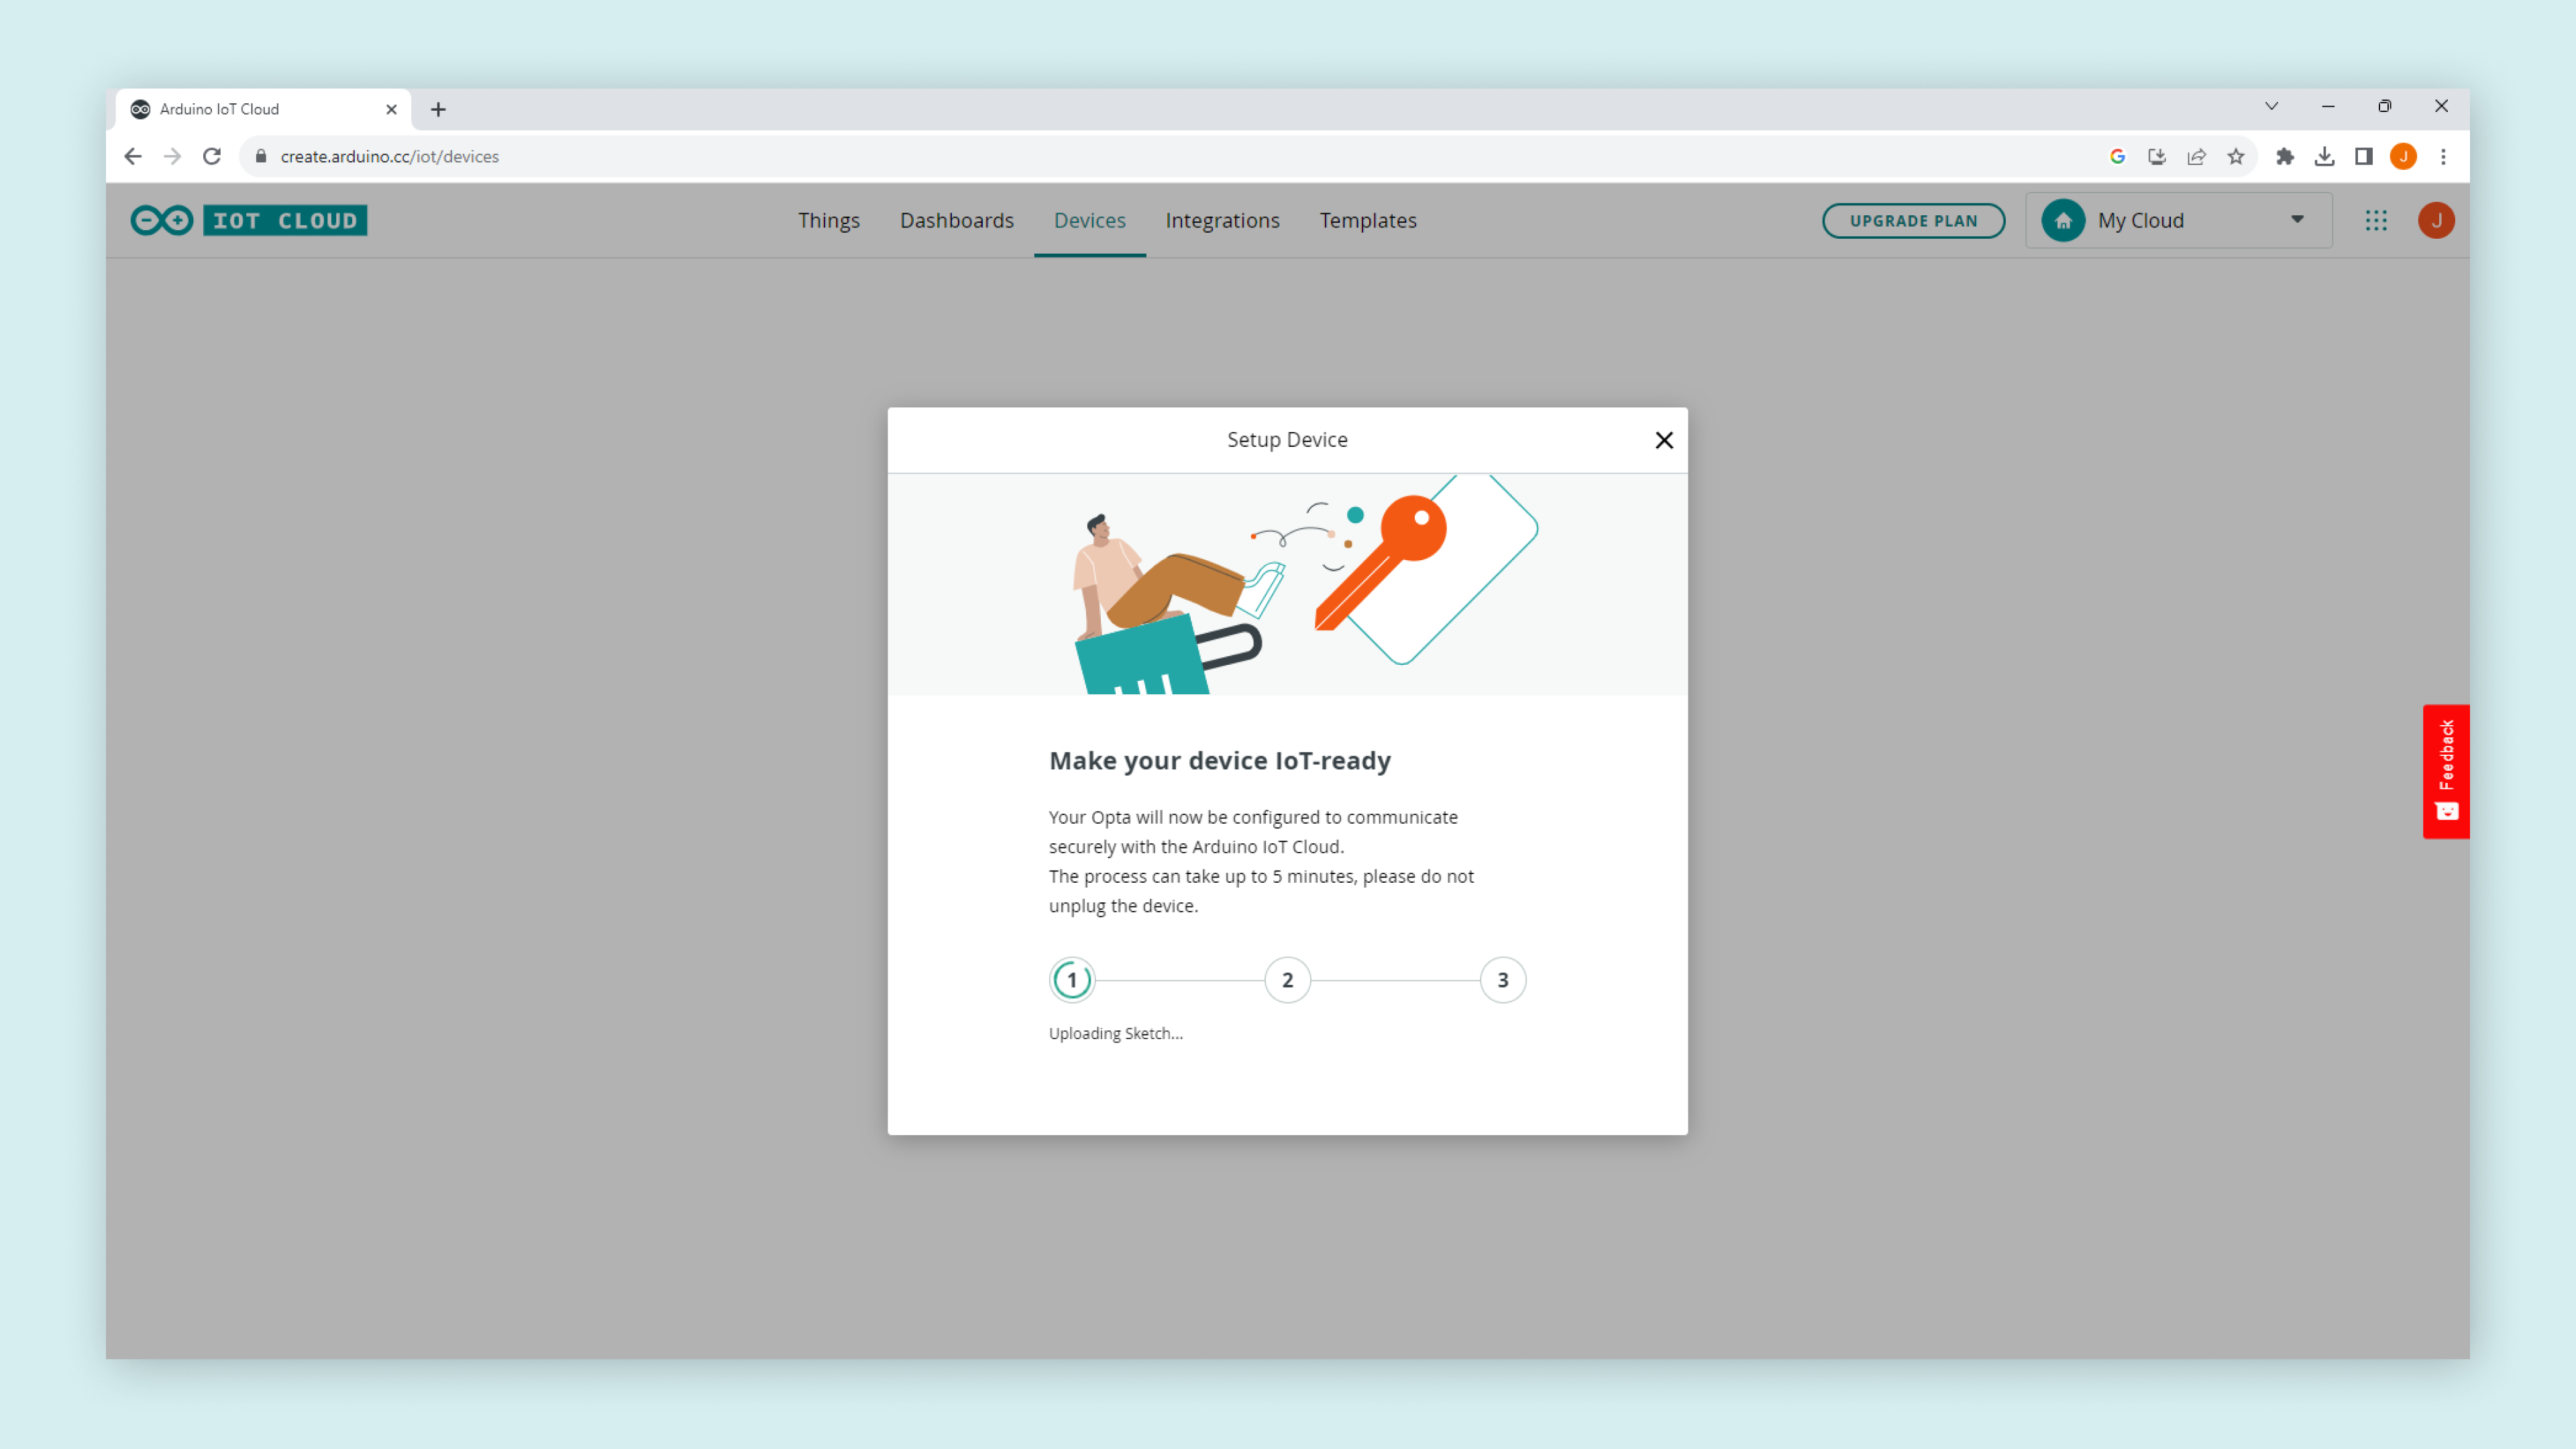 Arduino IoT Cloud
create.arduino.cc/iot/devices
IOT CLOUD
Things
Dashboards
Devices
Integrations
Templates
UPGRADE PLAN
My Cloud
J
J
Setup Device
Make your device IoT-ready
Your Opta will now be configured to communicate
securely with the Arduino IoT Cloud.
The process can take up to 5 minutes, please do not
unplug the device.
1
2
3
Uploading Sketch...
Feedback